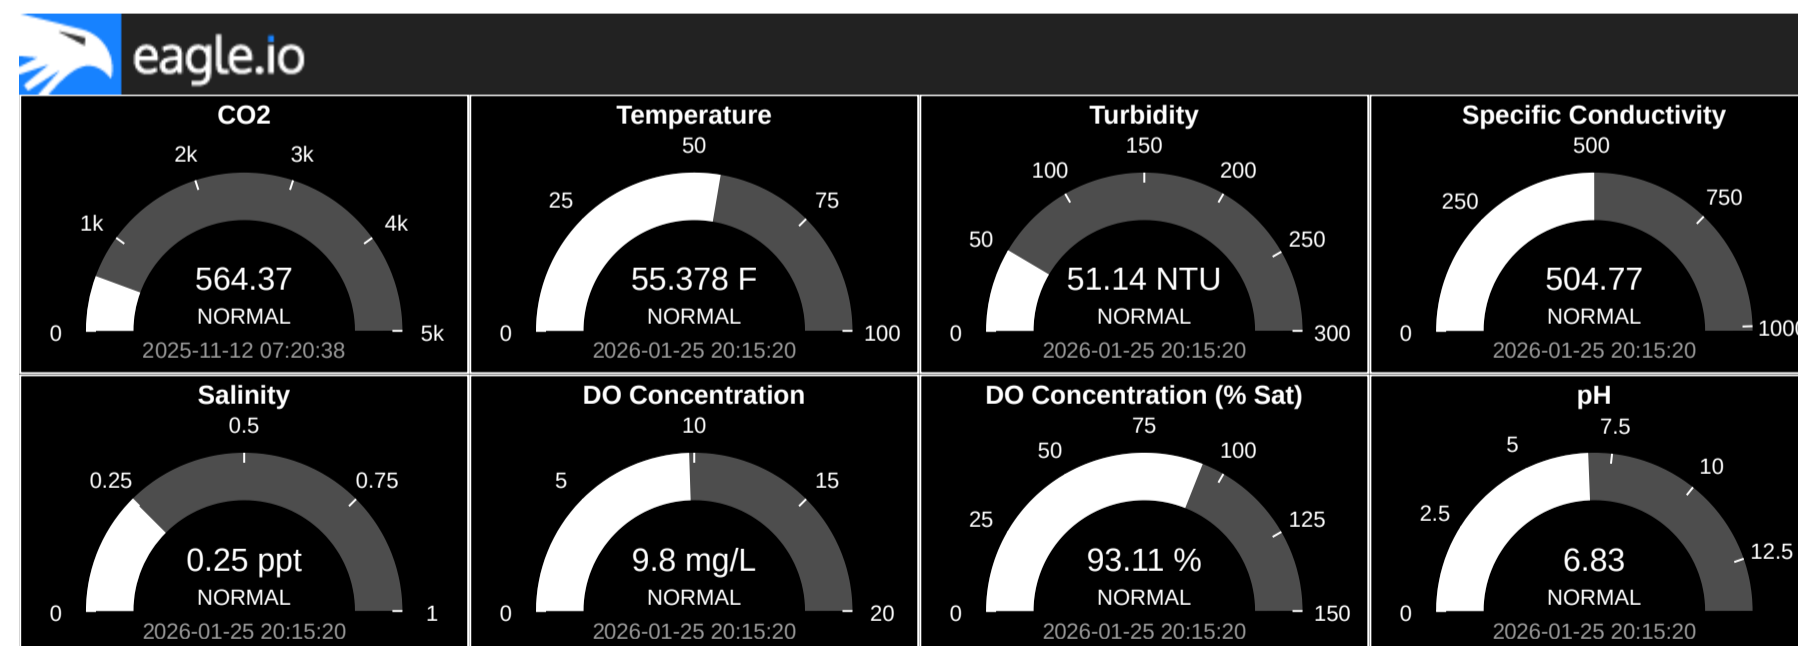 eagle.io
CO2
2k
3k
1k
4k
564.37
NORMAL
0
5k
2025-11-12 07:20:38
Temperature
50
25
75
55.378 F
NORMAL
0
100
2026-01-25 20:15:20
Turbidity
150
100
200
50
250
51.14 NTU
NORMAL
0
300
2026-01-25 20:15:20
Specific Conductivity
500
250
750
504.77
NORMAL
0
1000
2026-01-25 20:15:20
Salinity
0.5
0.25
0.75
0.25 ppt
NORMAL
0
1
2026-01-25 20:15:20
DO Concentration
10
5
15
9.8 mg/L
NORMAL
0
20
2026-01-25 20:15:20
DO Concentration (% Sat)
75
50
100
25
125
93.11 %
NORMAL
0
150
2026-01-25 20:15:20
pH
7.5
5
10
2.5
12.5
6.83
NORMAL
0
2026-01-25 20:15:20